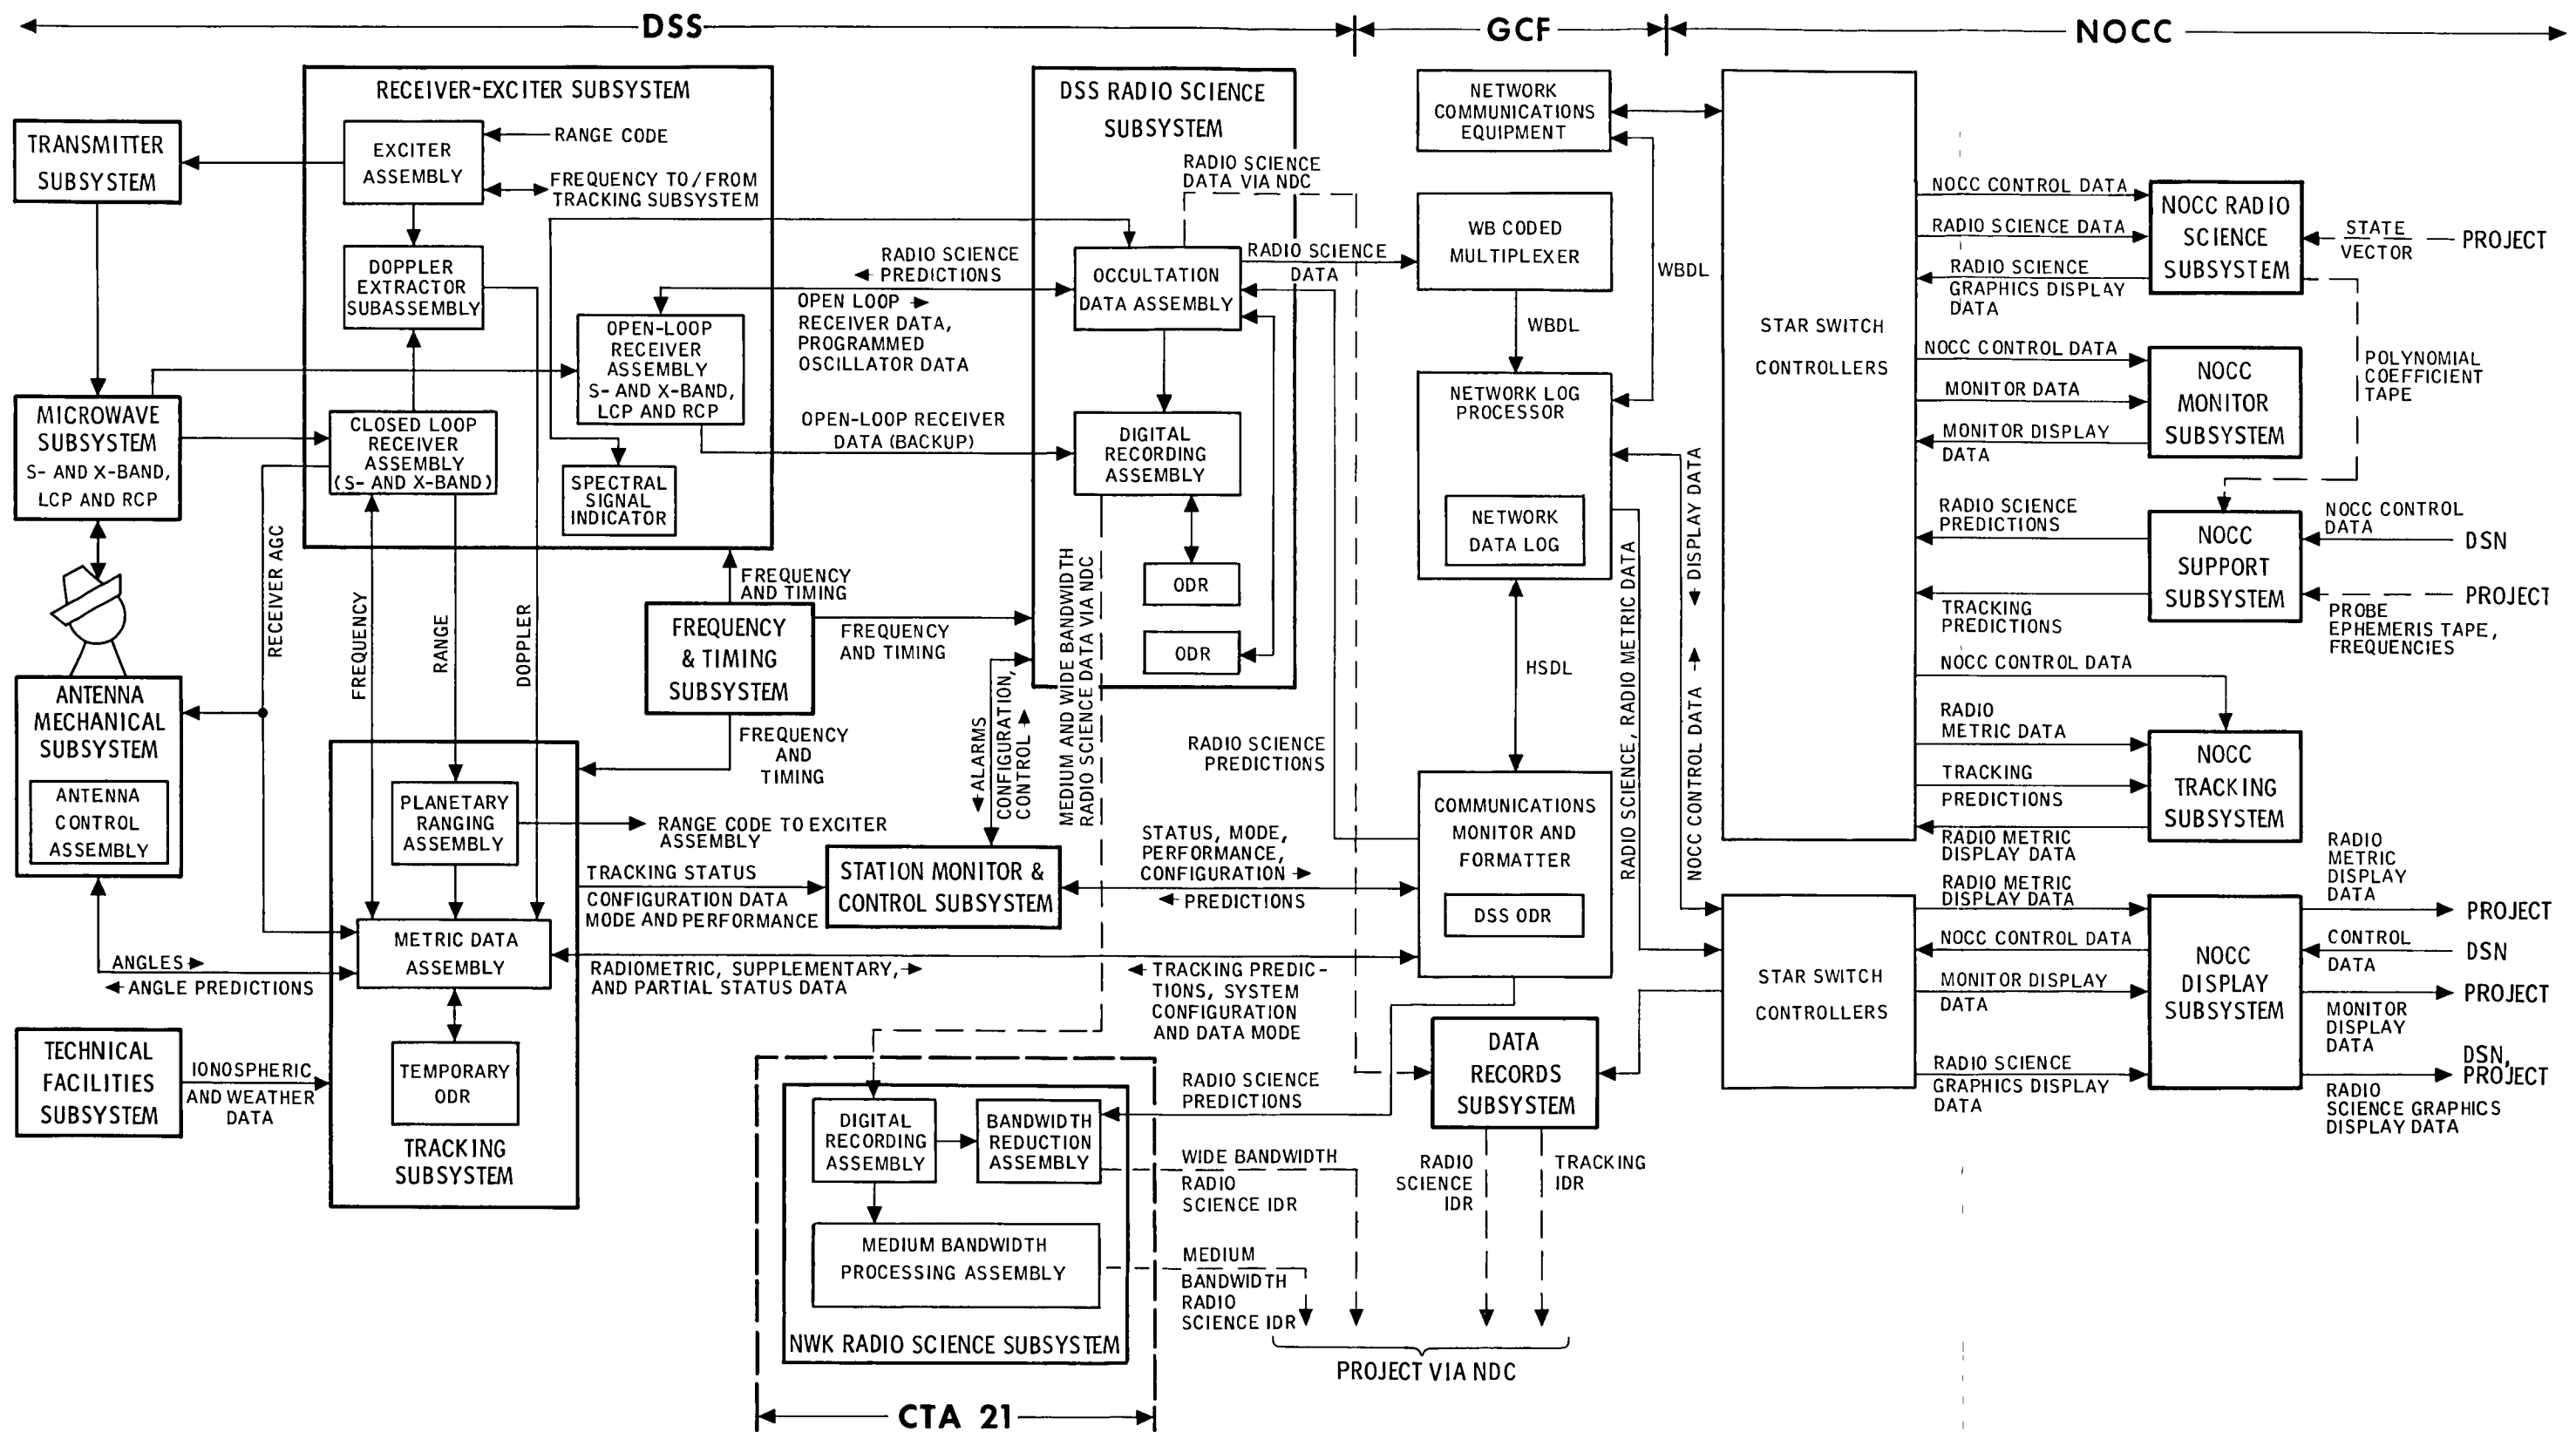 DSS
GCF
NOCC
TRANSMITTER
SUBSYSTEM
MICROWAVE
SUBSYSTEM
S- AND X-BAND,
LCP AND RCP
ANTENNA
MECHANICAL
SUBSYSTEM
ANTENNA
CONTROL
ASSEMBLY
TECHNICAL
FACILITIES
SUBSYSTEM
IONOSPHERIC
AND WEATHER
DATA
ANGLES
ANGLE PREDICTIONS
RECEIVER AGC
FREQUENCY
RANGE
DOPPLER
RECEIVER-EXCITER SUBSYSTEM
EXCITER
ASSEMBLY
RANGE CODE
FREQUENCY TO/FROM
TRACKING SUBSYSTEM
DOPPLER
EXTRACTOR
SUBASSEMBLY
OPEN-LOOP
RECEIVER
ASSEMBLY
S- AND X-BAND,
LCP AND RCP
CLOSED LOOP
RECEIVER
ASSEMBLY
(S- AND X-BAND)
SPECTRAL
SIGNAL
INDICATOR
FREQUENCY
AND TIMING
FREQUENCY
& TIMING
SUBSYSTEM
FREQUENCY
AND TIMING
FREQUENCY
AND
TIMING
PLANETARY
RANGING
ASSEMBLY
RANGE CODE TO EXCITER
ASSEMBLY
METRIC DATA
ASSEMBLY
TEMPORARY
ODR
TRACKING
SUBSYSTEM
TRACKING STATUS
CONFIGURATION DATA
MODE AND PERFORMANCE
RADIOMETRIC, SUPPLEMENTARY,
AND PARTIAL STATUS DATA
STATION MONITOR &
CONTROL SUBSYSTEM
ALARMS
CONFIGURATION,
CONTROL
RADIO SCIENCE
PREDICTIONS
OPEN LOOP
RECEIVER DATA,
PROGRAMMED
OSCILLATOR DATA
OPEN-LOOP RECEIVER
DATA (BACKUP)
DSS RADIO SCIENCE
SUBSYSTEM
RADIO SCIENCE
DATA VIA NDC
OCCULTATION
DATA ASSEMBLY
DIGITAL
RECORDING
ASSEMBLY
ODR
ODR
MEDIUM AND WIDE BANDWIDTH
RADIO SCIENCE DATA VIA NDC
RADIO SCIENCE
DATA
RADIO SCIENCE
PREDICTIONS
STATUS, MODE,
PERFORMANCE,
CONFIGURATION
PREDICTIONS
TRACKING PREDIC-
TIONS, SYSTEM
CONFIGURATION
AND DATA MODE
RADIO SCIENCE
PREDICTIONS
DIGITAL
RECORDING
ASSEMBLY
BANDWIDTH
REDUCTION
ASSEMBLY
MEDIUM BANDWIDTH
PROCESSING ASSEMBLY
NWK RADIO SCIENCE SUBSYSTEM
CTA 21
WIDE BANDWIDTH
RADIO
SCIENCE IDR
MEDIUM
BANDWIDTH
RADIO
SCIENCE IDR
RADIO
SCIENCE
IDR
TRACKING
IDR
PROJECT VIA NDC
NETWORK
COMMUNICATIONS
EQUIPMENT
WB CODED
MULTIPLEXER
WBDL
WBDL
NETWORK LOG
PROCESSOR
NETWORK
DATA LOG
HSDL
COMMUNICATIONS
MONITOR AND
FORMATTER
DSS ODR
DATA
RECORDS
SUBSYSTEM
RADIO SCIENCE, RADIO METRIC DATA
NOCC CONTROL DATA
DISPLAY DATA
STAR SWITCH
CONTROLLERS
STAR SWITCH
CONTROLLERS
NOCC CONTROL DATA
RADIO SCIENCE DATA
RADIO SCIENCE
GRAPHICS DISPLAY
DATA
NOCC RADIO
SCIENCE
SUBSYSTEM
STATE
VECTOR
PROJECT
POLYNOMIAL
COEFFICIENT
TAPE
NOCC CONTROL DATA
MONITOR DATA
MONITOR DISPLAY
DATA
NOCC
MONITOR
SUBSYSTEM
RADIO SCIENCE
PREDICTIONS
TRACKING
PREDICTIONS
NOCC
SUPPORT
SUBSYSTEM
NOCC CONTROL
DATA
DSN
PROJECT
PROBE
EPHEMERIS TAPE,
FREQUENCIES
NOCC CONTROL DATA
RADIO
METRIC DATA
TRACKING
PREDICTIONS
RADIO METRIC
DISPLAY DATA
NOCC
TRACKING
SUBSYSTEM
RADIO METRIC
DISPLAY DATA
NOCC CONTROL DATA
MONITOR DISPLAY
DATA
RADIO SCIENCE
GRAPHICS DISPLAY
DATA
NOCC
DISPLAY
SUBSYSTEM
RADIO
METRIC
DISPLAY
DATA
PROJECT
CONTROL
DATA
DSN
PROJECT
MONITOR
DISPLAY
DATA
DSN,
PROJECT
RADIO
SCIENCE GRAPHICS
DISPLAY DATA